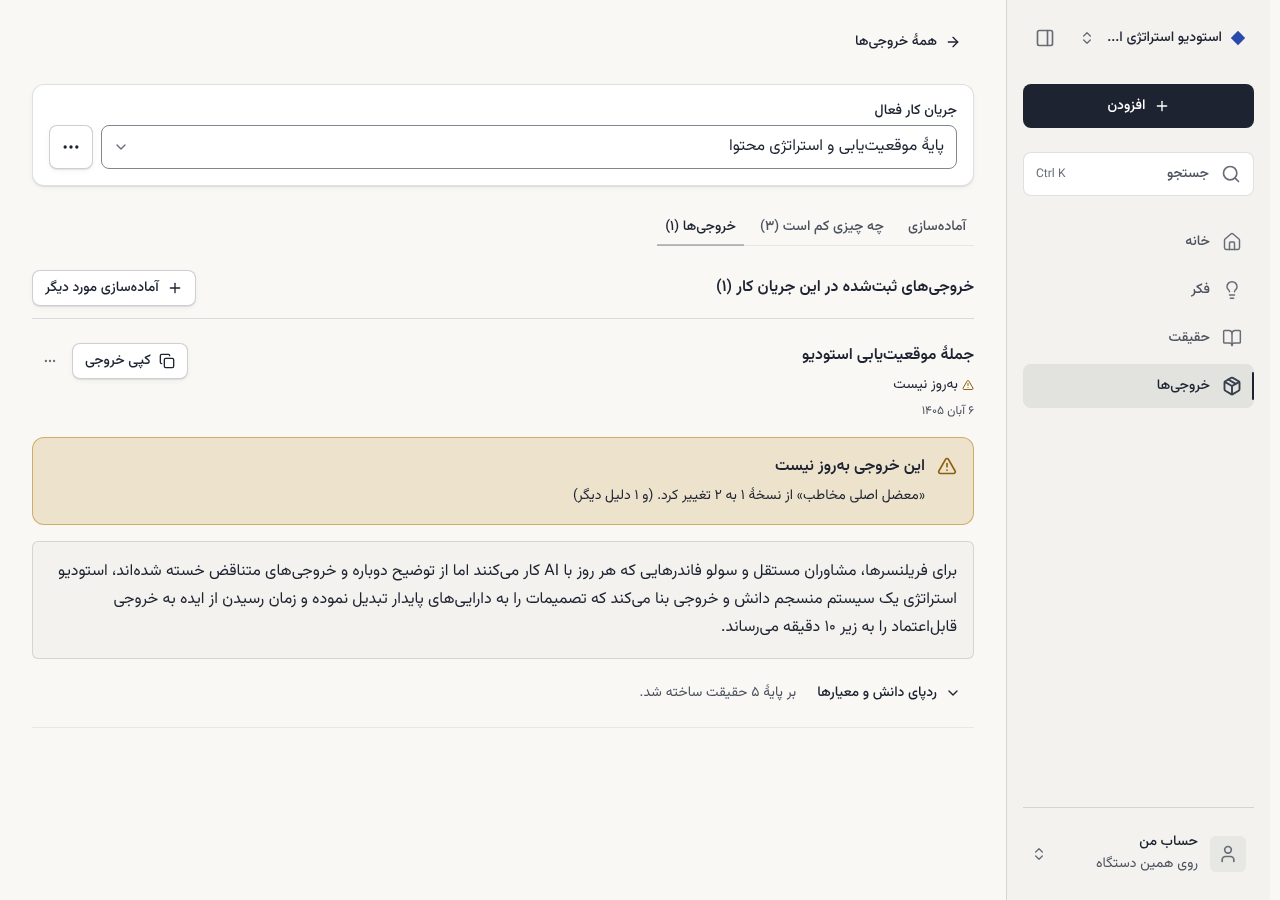 استودیو استراتژی ا...
افزودن
جستجو
Ctrl K
خانه
فکر
حقیقت
خروجی‌ها
حساب من
روی همین دستگاه
همهٔ خروجی‌ها
جریان کار فعال
پایهٔ موقعیت‌یابی و استراتژی محتوا
آماده‌سازی
چه چیزی کم است (۳)
خروجی‌ها (۱)
خروجی‌های ثبت‌شده در این جریان کار (۱)
آماده‌سازی مورد دیگر
جملهٔ موقعیت‌یابی استودیو
کپی خروجی
به‌روز نیست
۶ آبان ۱۴۰۵
این خروجی به‌روز نیست
«معضل اصلی مخاطب» از نسخهٔ ۱ به ۲ تغییر کرد. (و ۱ دلیل دیگر)
برای فریلنسرها، مشاوران مستقل و سولو فاندرهایی که هر روز با AI کار می‌کنند اما از توضیح دوباره و خروجی‌های متناقض خسته شده‌اند، استودیو
استراتژی یک سیستم منسجم دانش و خروجی بنا می‌کند که تصمیمات را به دارایی‌های پایدار تبدیل نموده و زمان رسیدن از ایده به خروجی
قابل‌اعتماد را به زیر ۱۰ دقیقه می‌رساند.
ردپای دانش و معیارها
بر پایهٔ ۵ حقیقت ساخته شد.